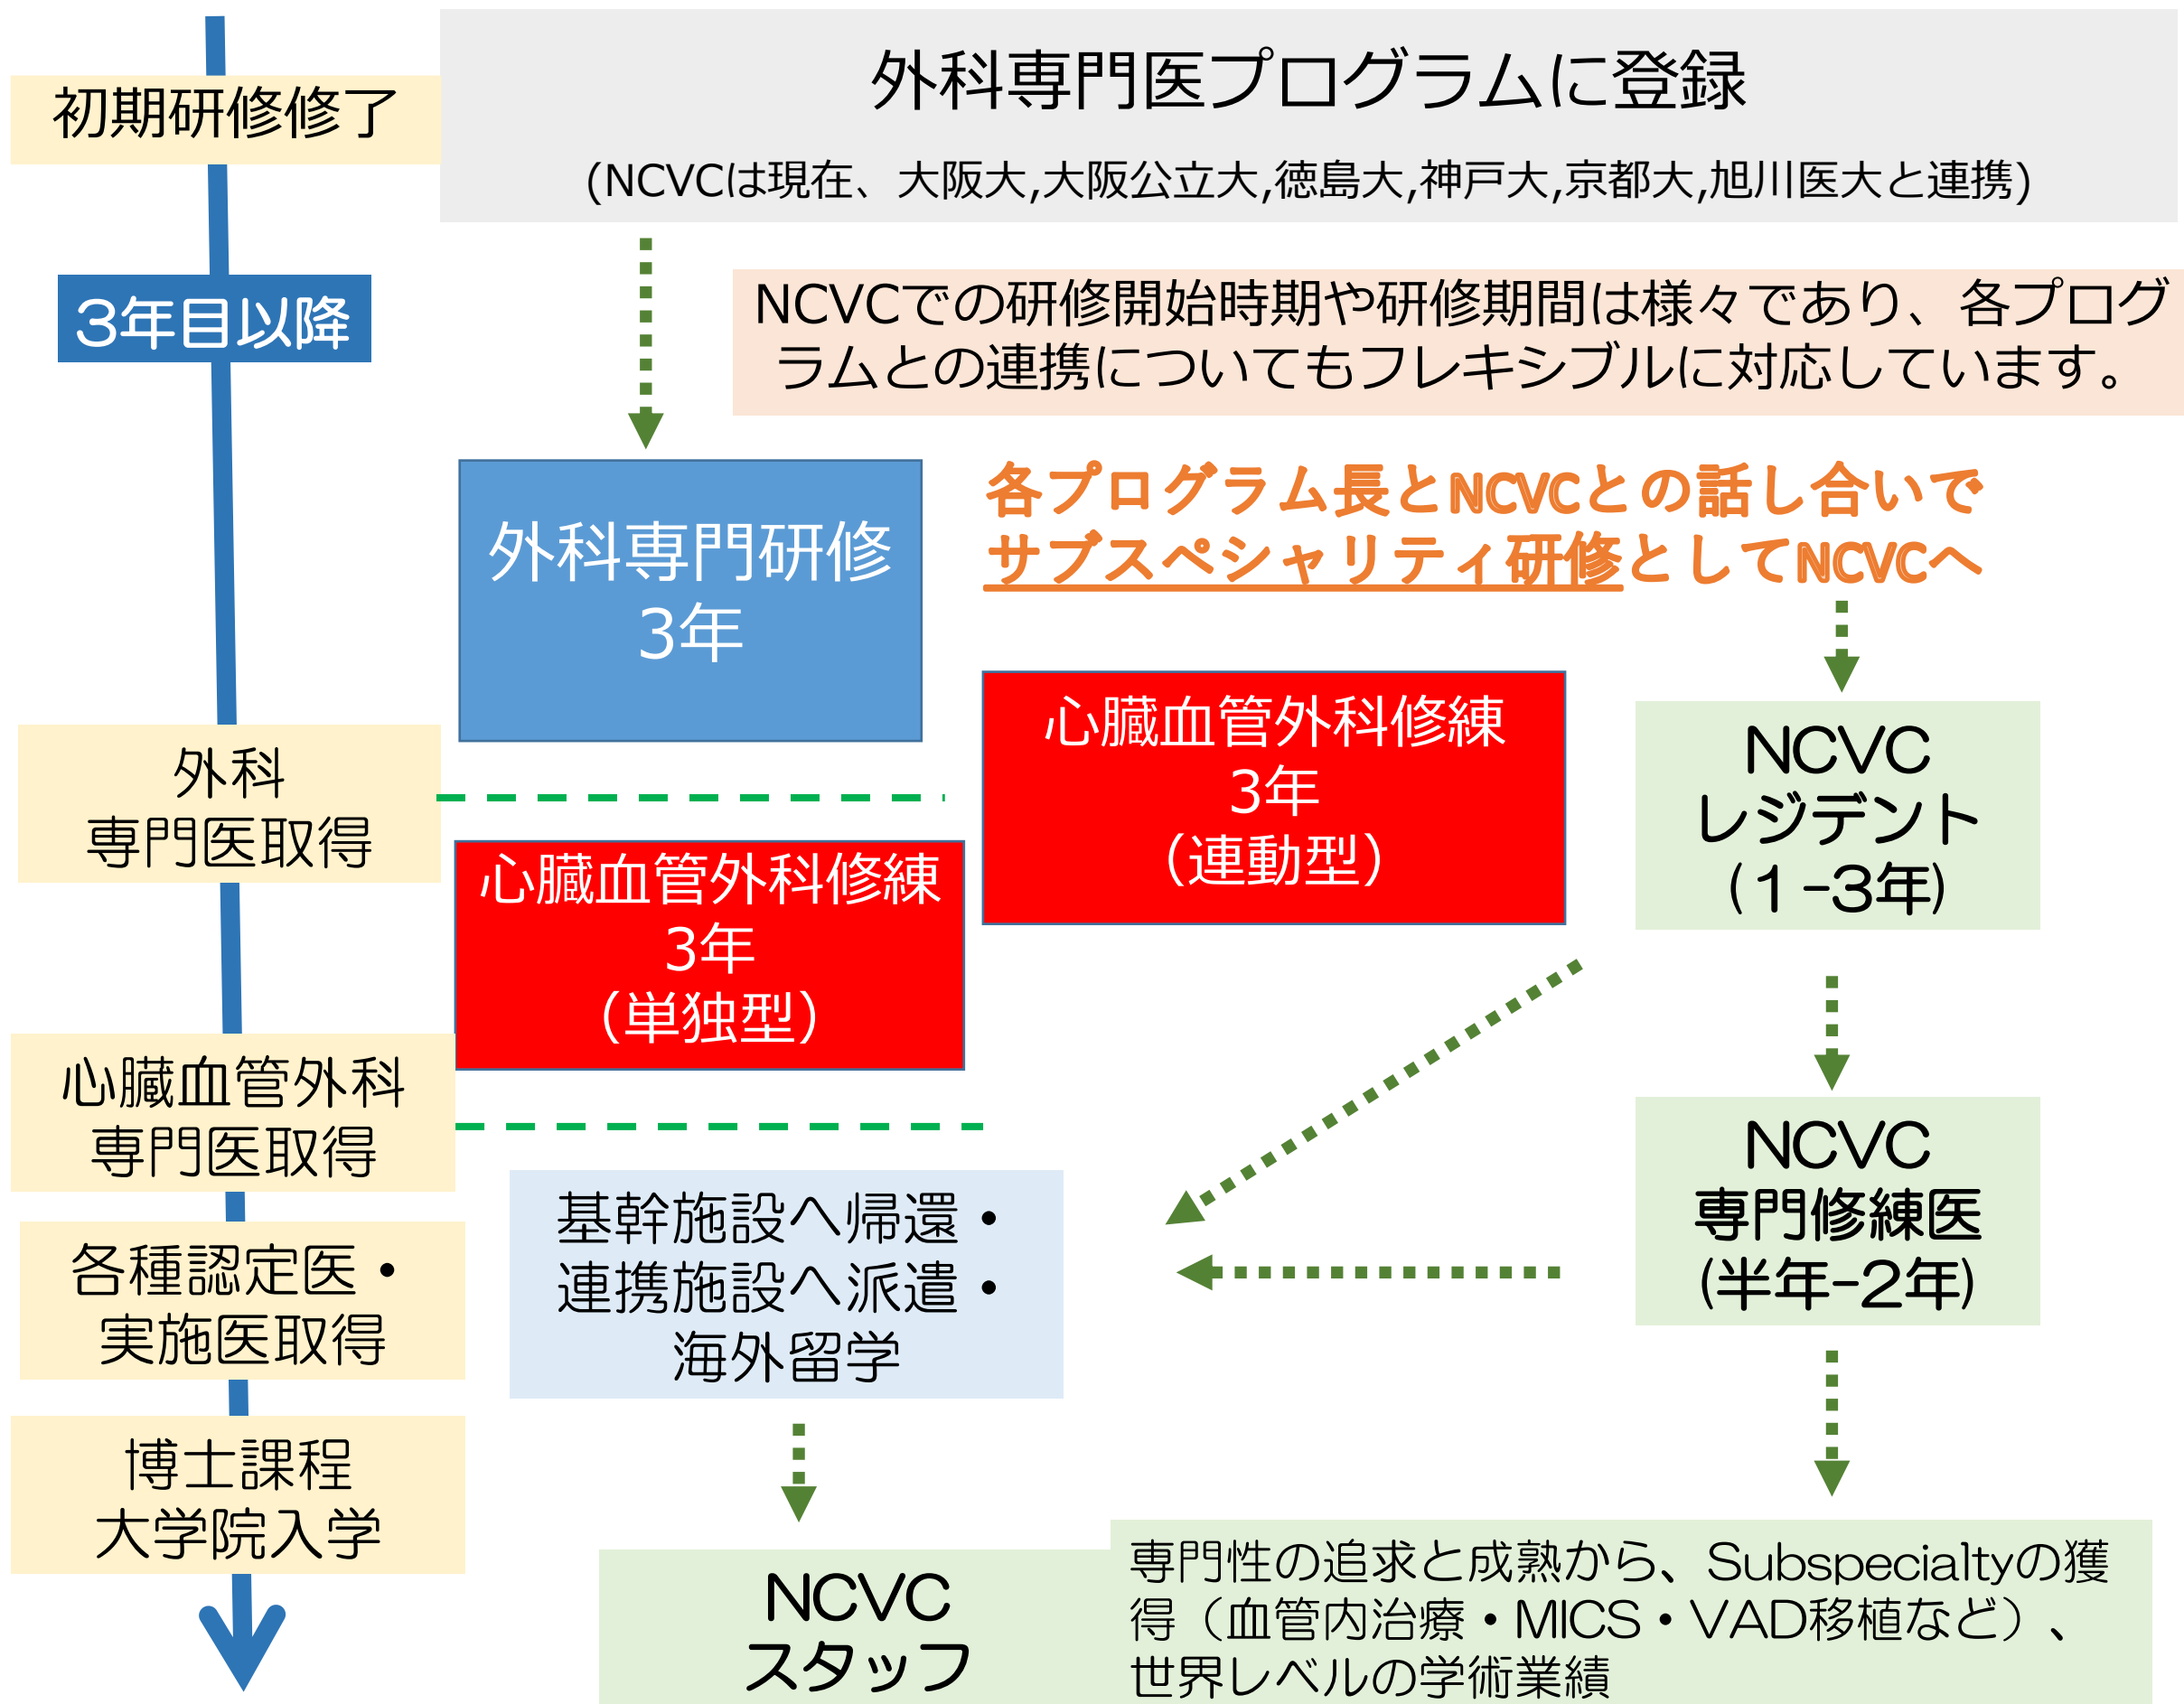 初期研修修了
外科専門医プログラムに登録
(NCVCは現在、大阪大,大阪公立大,徳島大,神戸大,京都大,旭川医大と連携)
3年目以降
NCVCでの研修開始時期や研修期間は様々であり、各プログ
ラムとの連携についてもフレキシブルに対応しています。
各プログラム長とNCVCとの話し合いで
サブスペシャリティ研修としてNCVCへ
外科専門研修
3年
心臓血管外科修練
3年
（連動型）
NCVC
レジデント
(1-3年)
外科
専門医取得
心臓血管外科修練
3年
（単独型）
心臓血管外科
専門医取得
NCVC
専門修練医
(半年-2年)
各種認定医・
実施医取得
基幹施設へ帰還・
連携施設へ派遣・
海外留学
博士課程
大学院入学
NCVC
スタッフ
専門性の追求と成熟から、Subspecialtyの獲
得（血管内治療・MICS・VAD移植など）、
世界レベルの学術業績